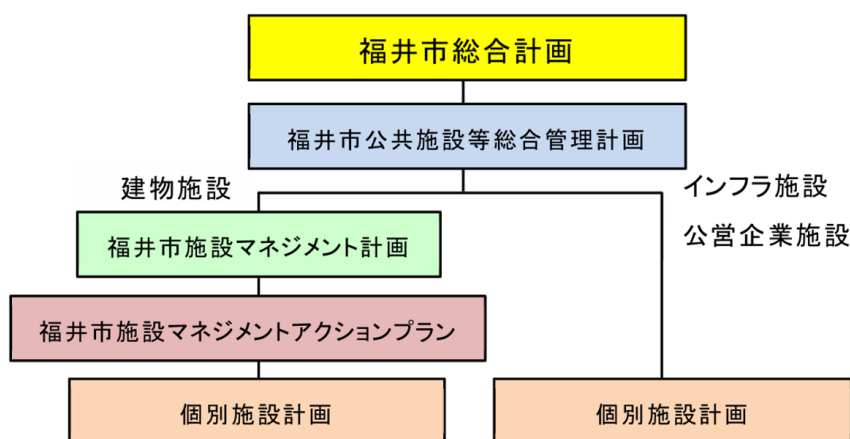 福井市総合計画
福井市公共施設等総合管理計画
建物施設
インフラ施設
公営企業施設
福井市施設マネジメント計画
福井市施設マネジメントアクションプラン
個別施設計画
個別施設計画